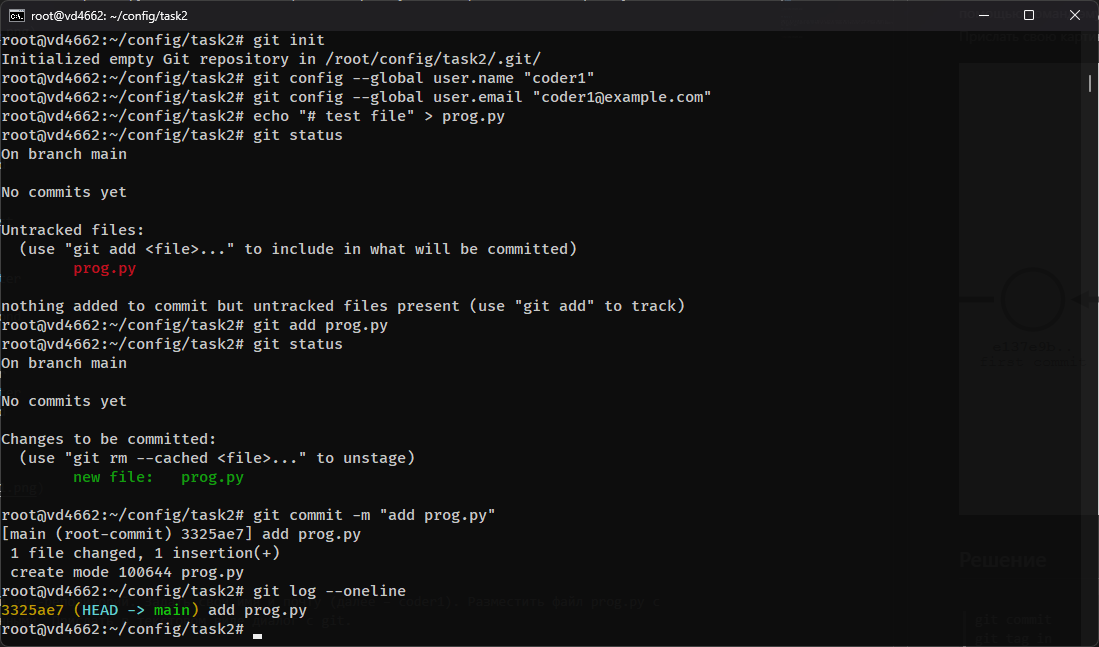 root@vd4662: ~/config/task2
root@vd4662:~/config/task2# git init
Initialized empty Git repository in /root/config/task2/.git/
root@vd4662:~/config/task2# git config --global user.name "coder1"
root@vd4662:~/config/task2# git config --global user.email "coder1@example.com"
root@vd4662:~/config/task2# echo "# test file" > prog.py
root@vd4662:~/config/task2# git status
On branch main

No commits yet

Untracked files:
  (use "git add <file>..." to include in what will be committed)
        prog.py

nothing added to commit but untracked files present (use "git add" to track)
root@vd4662:~/config/task2# git add prog.py
root@vd4662:~/config/task2# git status
On branch main

No commits yet

Changes to be committed:
  (use "git rm --cached <file>..." to unstage)
        new file:   prog.py

root@vd4662:~/config/task2# git commit -m "add prog.py"
[main (root-commit) 3325ae7] add prog.py
 1 file changed, 1 insertion(+)
 create mode 100644 prog.py
root@vd4662:~/config/task2# git log --oneline
3325ae7 (HEAD -> main) add prog.py
root@vd4662:~/config/task2#
Решение
git commit